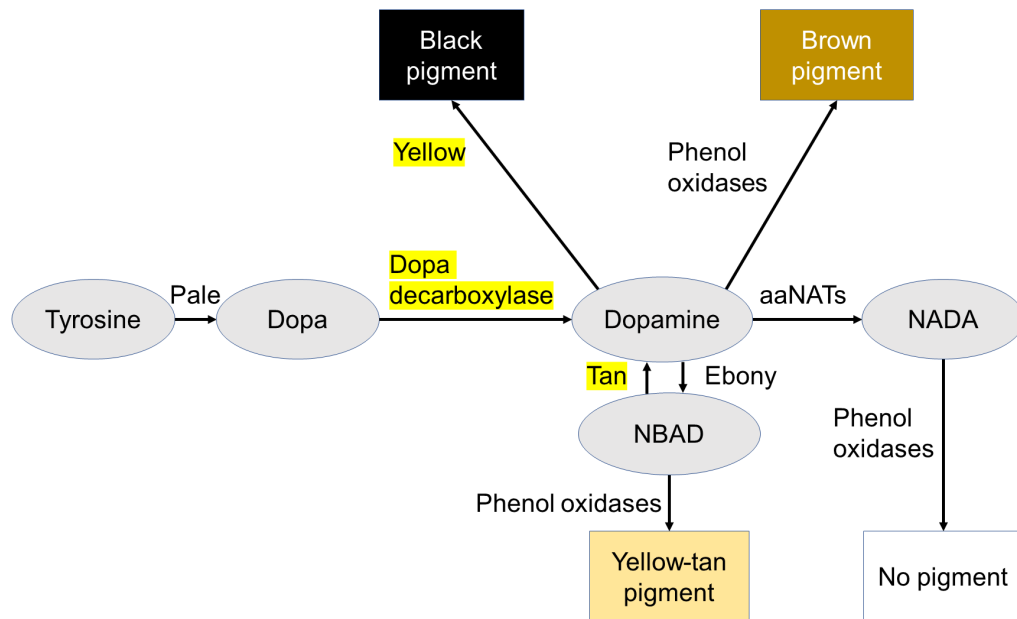 Black
pigment
Brown
pigment
Yellow
Phenol
oxidases
Dopa
decarboxylase
Pale
aaNATs
Tyrosine
Dopa
Dopamine
NADA
Tan
Ebony
NBAD
Phenol
oxidases
Phenol oxidases
Yellow-tan
pigment
No pigment